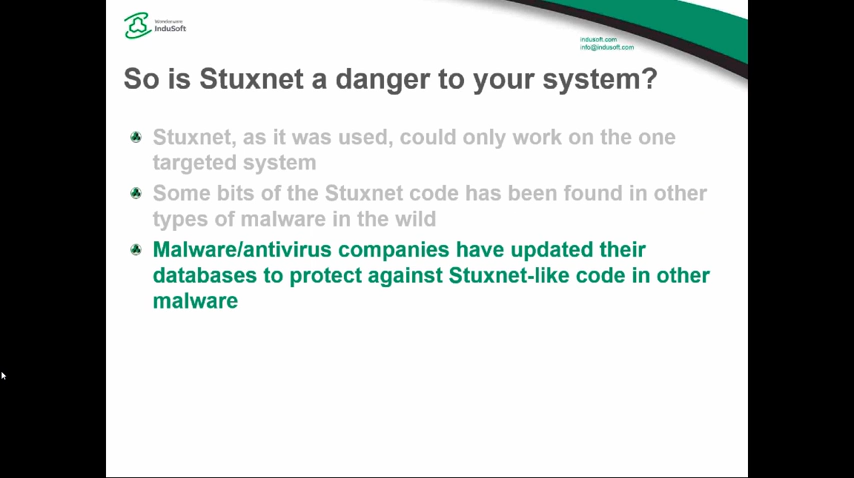 Wonderware
InduSoft
indusoft.com
info@indusoft.com
So is Stuxnet a danger to your system?
Stuxnet, as it was used, could only work on the one
targeted system
Some bits of the Stuxnet code has been found in other
types of malware in the wild
Malware/antivirus companies have updated their
databases to protect against Stuxnet-like code in other
malware